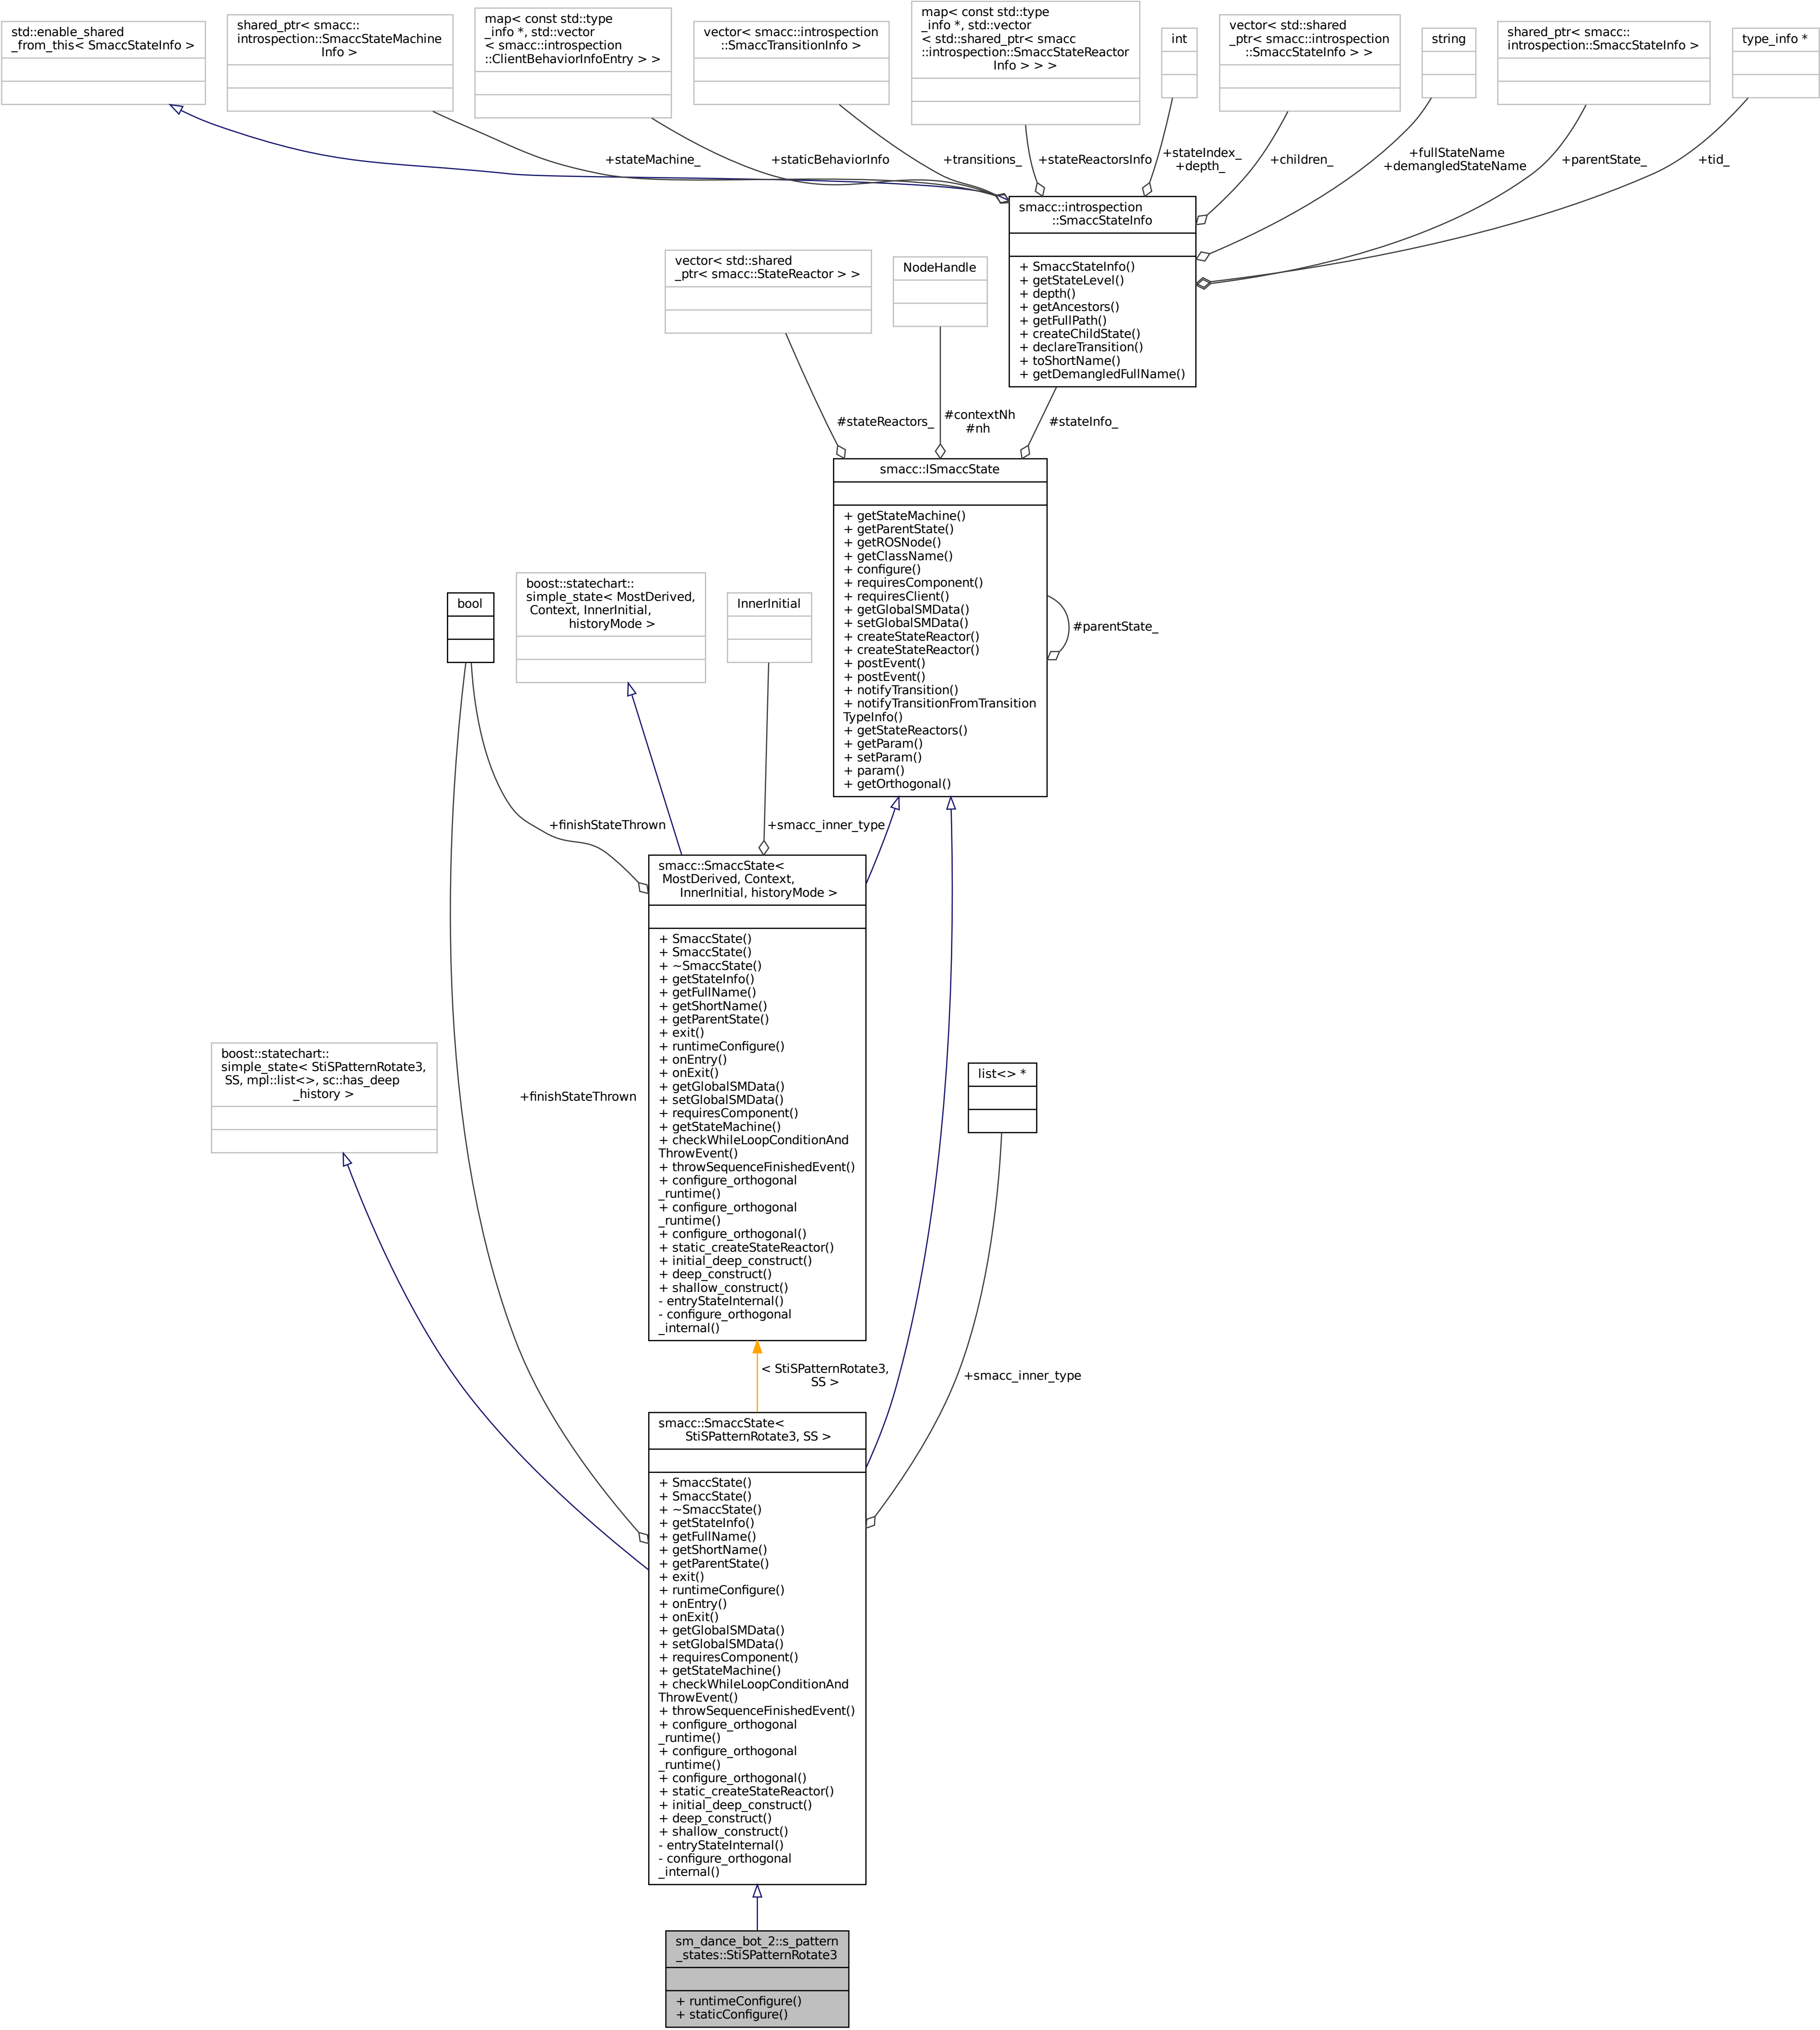 std::enable_shared
_from_this< SmaccStateInfo >
shared_ptr< smacc::
introspection::SmaccStateMachine
Info >
map< const std::type
_info *, std::vector
< smacc::introspection
::ClientBehaviorInfoEntry > >
vector< smacc::introspection
::SmaccTransitionInfo >
map< const std::type
_info *, std::vector
< std::shared_ptr< smacc
::introspection::SmaccStateReactor
Info > > >
int
vector< std::shared
_ptr< smacc::introspection
::SmaccStateInfo > >
string
shared_ptr< smacc::
introspection::SmaccStateInfo >
type_info *
+stateMachine_
+staticBehaviorInfo
+transitions_
+stateReactorsInfo
+stateIndex_
+depth_
+children_
+fullStateName
+demangledStateName
+parentState_
+tid_
smacc::introspection
::SmaccStateInfo
+ SmaccStateInfo()
+ getStateLevel()
+ depth()
+ getAncestors()
+ getFullPath()
+ createChildState()
+ declareTransition()
+ toShortName()
+ getDemangledFullName()
vector< std::shared
_ptr< smacc::StateReactor > >
NodeHandle
#stateReactors_
#contextNh
#nh
#stateInfo_
smacc::ISmaccState
+ getStateMachine()
+ getParentState()
+ getROSNode()
+ getClassName()
+ configure()
+ requiresComponent()
+ requiresClient()
+ getGlobalSMData()
+ setGlobalSMData()
+ createStateReactor()
+ createStateReactor()
+ postEvent()
+ postEvent()
+ notifyTransition()
+ notifyTransitionFromTransition
TypeInfo()
+ getStateReactors()
+ getParam()
+ setParam()
+ param()
+ getOrthogonal()
#parentState_
bool
boost::statechart::
simple_state< MostDerived,
Context, InnerInitial,
historyMode >
InnerInitial
+finishStateThrown
+smacc_inner_type
smacc::SmaccState<
MostDerived, Context,
InnerInitial, historyMode >
+ SmaccState()
+ SmaccState()
+ ~SmaccState()
+ getStateInfo()
+ getFullName()
+ getShortName()
+ getParentState()
+ exit()
+ runtimeConfigure()
+ onEntry()
+ onExit()
+ getGlobalSMData()
+ setGlobalSMData()
+ requiresComponent()
+ getStateMachine()
+ checkWhileLoopConditionAnd
ThrowEvent()
+ throwSequenceFinishedEvent()
+ configure_orthogonal
_runtime()
+ configure_orthogonal
_runtime()
+ configure_orthogonal()
+ static_createStateReactor()
+ initial_deep_construct()
+ deep_construct()
+ shallow_construct()
- entryStateInternal()
- configure_orthogonal
_internal()
boost::statechart::
simple_state< StiSPatternRotate3,
SS, mpl::list<>, sc::has_deep
_history >
+finishStateThrown
list<> *
< StiSPatternRotate3,
SS >
+smacc_inner_type
smacc::SmaccState<
StiSPatternRotate3, SS >
+ SmaccState()
+ SmaccState()
+ ~SmaccState()
+ getStateInfo()
+ getFullName()
+ getShortName()
+ getParentState()
+ exit()
+ runtimeConfigure()
+ onEntry()
+ onExit()
+ getGlobalSMData()
+ setGlobalSMData()
+ requiresComponent()
+ getStateMachine()
+ checkWhileLoopConditionAnd
ThrowEvent()
+ throwSequenceFinishedEvent()
+ configure_orthogonal
_runtime()
+ configure_orthogonal
_runtime()
+ configure_orthogonal()
+ static_createStateReactor()
+ initial_deep_construct()
+ deep_construct()
+ shallow_construct()
- entryStateInternal()
- configure_orthogonal
_internal()
sm_dance_bot_2::s_pattern
_states::StiSPatternRotate3
+ runtimeConfigure()
+ staticConfigure()